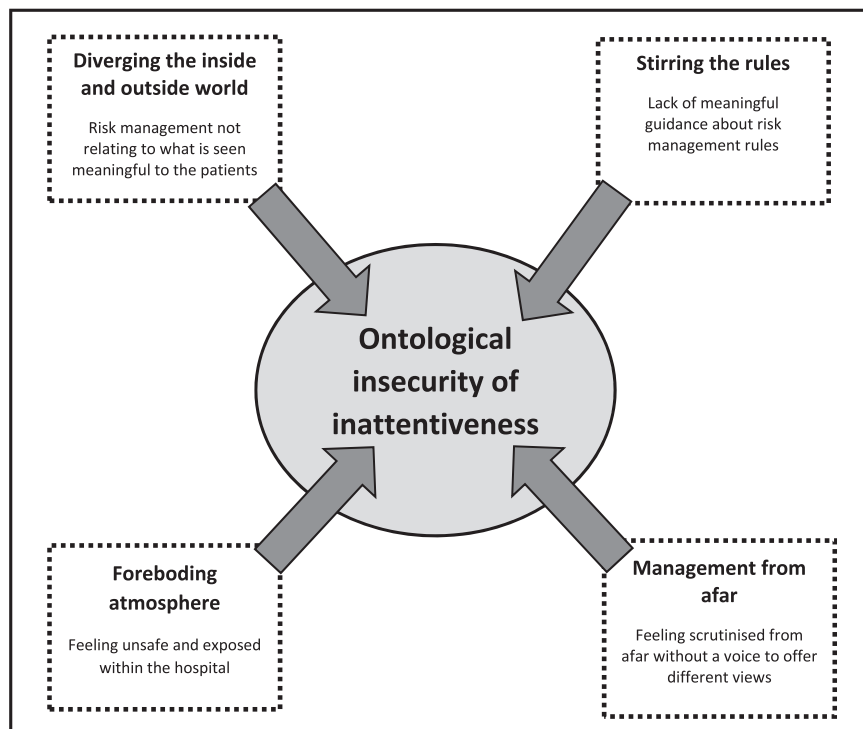 Diverging the inside
and outside world
Risk management not
relating to what is seen
meaningful to the patients
Stirring the rules
Lack of meaningful
guidance about risk
management rules
Ontological
insecurity of
inattentiveness
Foreboding
atmosphere
Feeling unsafe and exposed
within the hospital
Management from
afar
Feeling scrutinised from
afar without a voice to offer
different views